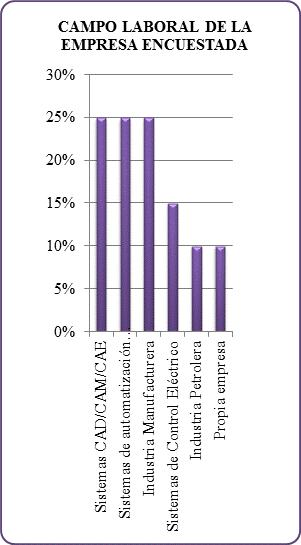 CAMPO LABORAL DE LA
EMPRESA ENCUESTADA
30%
25%
20%
15%
10%
5%
0%
Sistemas CAD/CAM/CAE
Sistemas de automatización...
Industria Manufacturera
Sistemas de Control Eléctrico
Industria Petrolera
Propia empresa